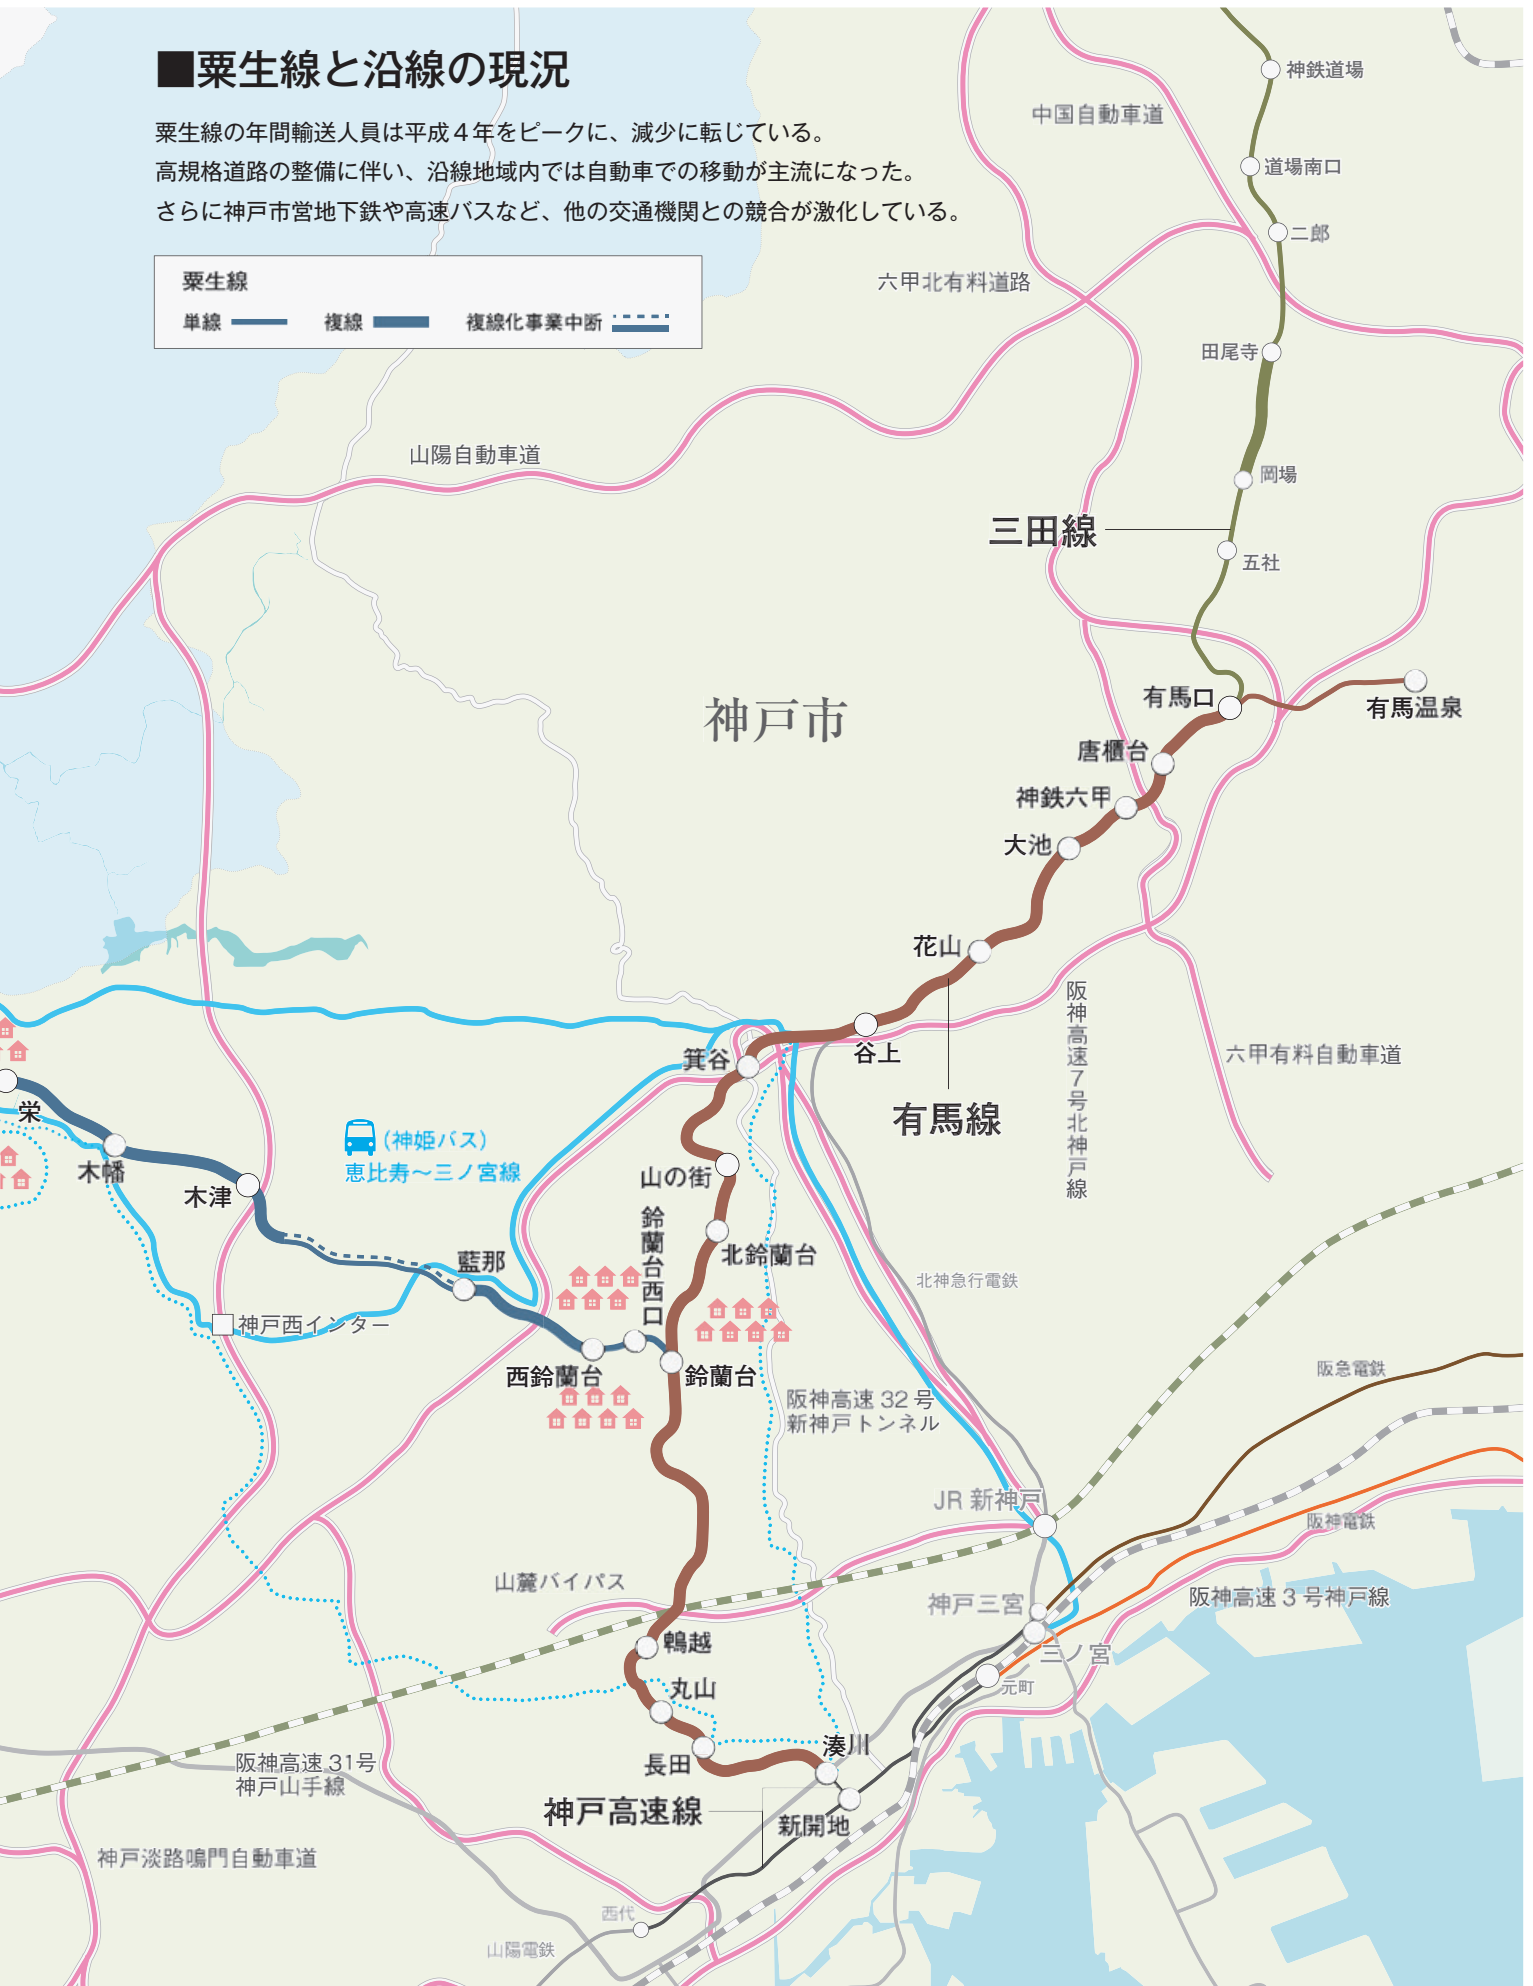 ■粟生線と沿線の現況
粟生線の年間輸送人員は平成４年をピークに、減少に転じている。
高規格道路の整備に伴い、沿線地域内では自動車での移動が主流になった。
さらに神戸市営地下鉄や高速バスなど、他の交通機関との競合が激化している。
粟生線
単線
複線
複線化事業中断
神鉄道場
中国自動車道
道場南口
二郎
六甲北有料道路
田尾寺
山陽自動車道
岡場
三田線
五社
神戸市
有馬口
有馬温泉
唐櫃台
神鉄六甲
大池
花山
阪神高速７号北神戸線
谷上
六甲有料自動車道
箕谷
有馬線
栄
木幡
（神姫バス）
恵比寿～三ノ宮線
木津
山の街
鈴蘭台西口
北鈴蘭台
藍那
北神急行電鉄
神戸西インター
西鈴蘭台
鈴蘭台
阪急電鉄
阪神高速 32 号
新神戸トンネル
JR 新神戸
阪神電鉄
山麓バイパス
神戸三宮
阪神高速 3 号神戸線
鵯越
三ノ宮
元町
丸山
湊川
長田
阪神高速 31号
神戸山手線
神戸高速線
新開地
神戸淡路鳴門自動車道
西代
山陽電鉄